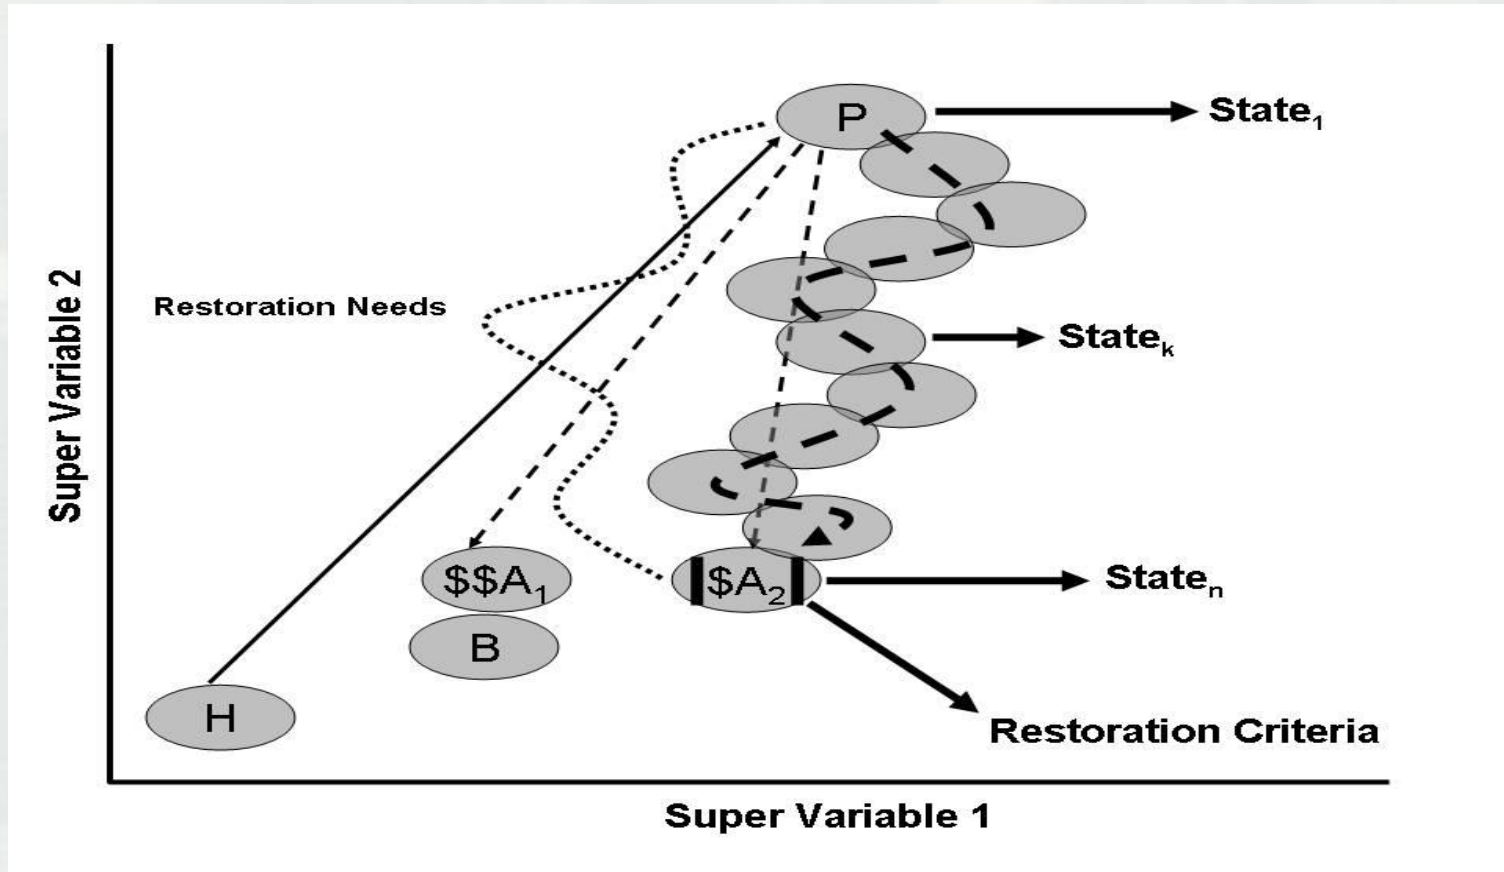 P
State₁
Super Variable 2
Restoration Needs
Stateₖ
$$A₁
$A₂
Stateₙ
B
H
Restoration Criteria
Super Variable 1